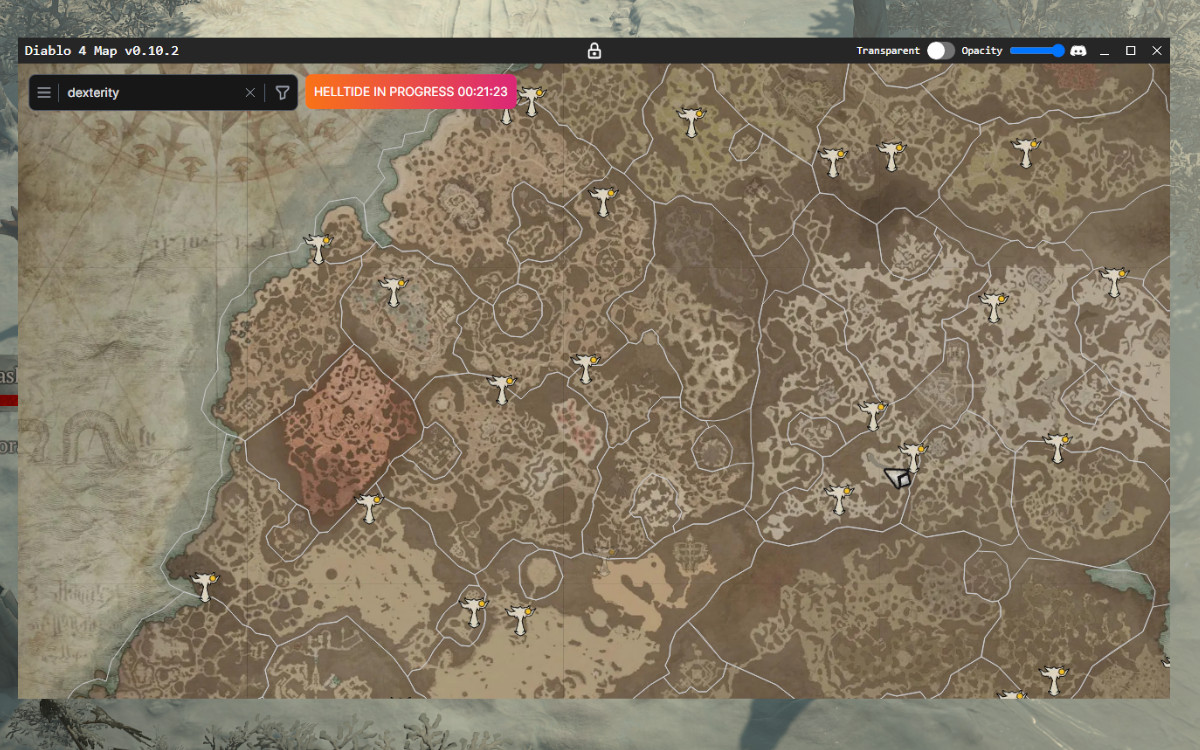 Diablo 4 Map v0.10.2
Transparent
Opacity
dexterity
HELLTIDE IN PROGRESS 00:21:23